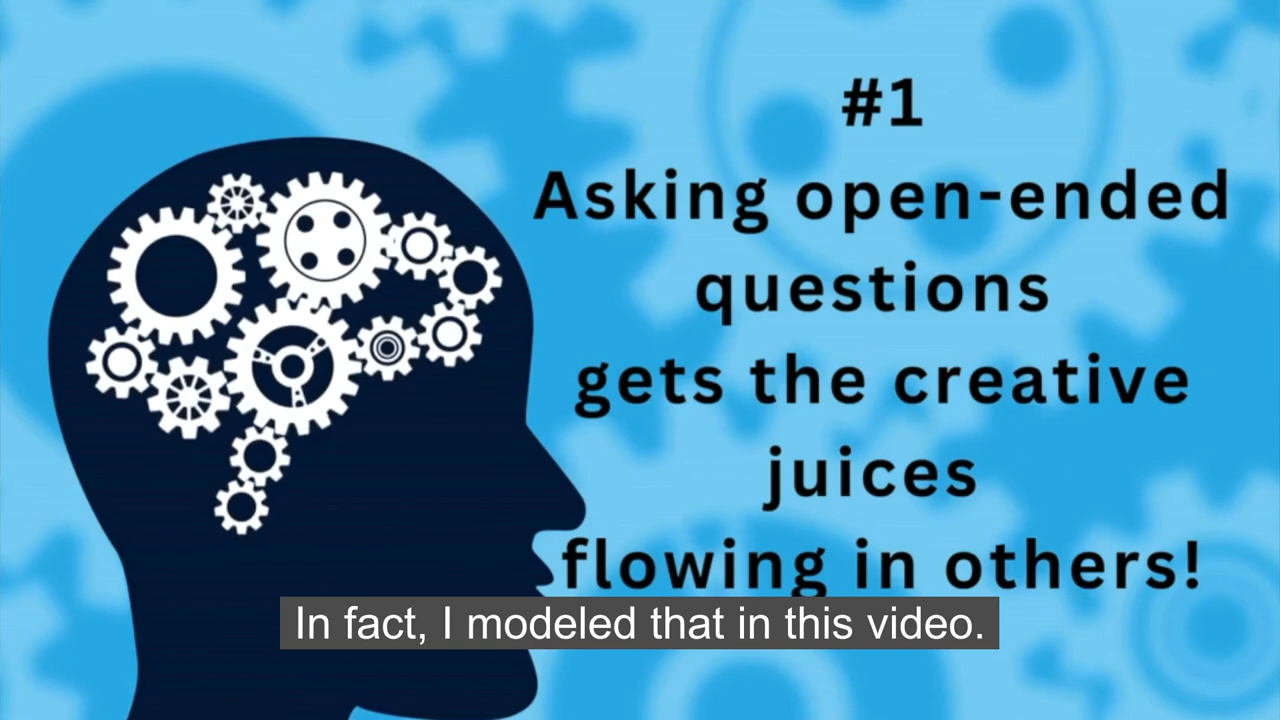 #1
Asking open-ended
questions
gets the creative
juices
flowing in others!
In fact, I modeled that in this video.